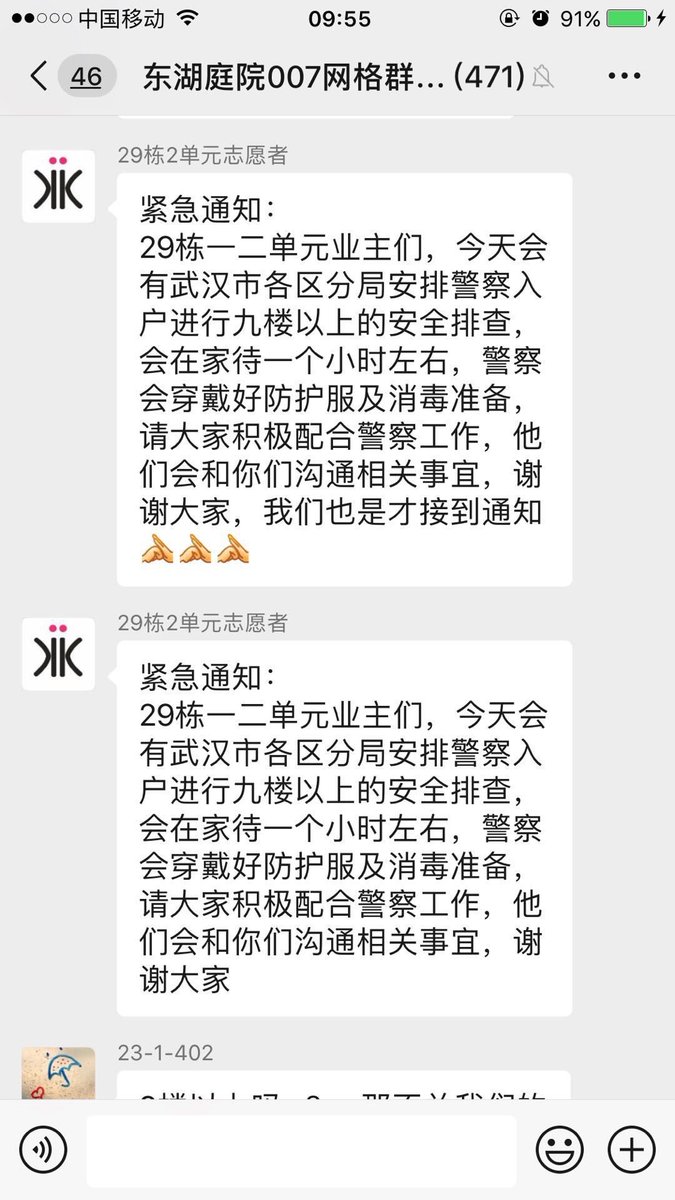 中国移动
09:55
91%
46
东湖庭院007网格群...(471)
29栋2单元志愿者
紧急通知：
29栋一二单元业主们，今天会
有武汉市各区分局安排警察入
户进行九楼以上的安全排查，
会在家待一个小时左右，警察
会穿戴好防护服及消毒准备，
请大家积极配合警察工作，他
们会和你们沟通相关事宜，谢
谢大家，我们也是才接到通知
29栋2单元志愿者
紧急通知：
29栋一二单元业主们，今天会
有武汉市各区分局安排警察入
户进行九楼以上的安全排查，
会在家待一个小时左右，警察
会穿戴好防护服及消毒准备，
请大家积极配合警察工作，他
们会和你们沟通相关事宜，谢
谢大家
23-1-402